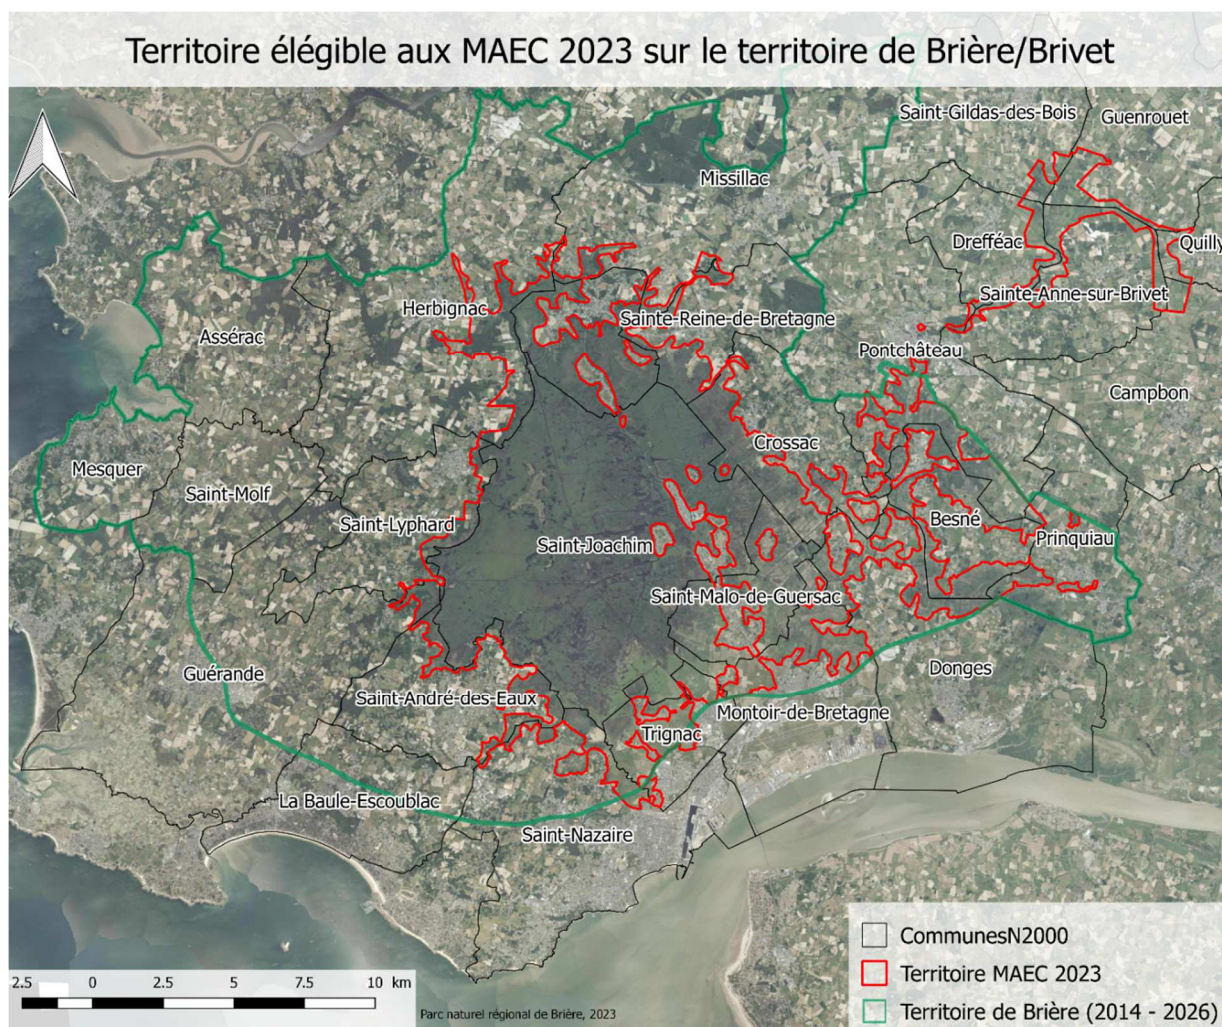 Territoire élégible aux MAEC 2023 sur le territoire de Brière/Brivet
Saint-Gildas-des-Bois
Guenrouet
Missillac
Drefféac
Quilly
Sainte-Anne-sur-Brivet
Herbignac
Sainte-Reine-de-Bretagne
Assérac
Pontchâteau
Campbon
Crossac
Mesquer
Saint-Molf
Saint-Lyphard
Besné
Saint-Joachim
Prinquiau
Saint-Malo-de-Guersac
Guérande
Donges
Saint-André-des-Eaux
Montoir-de-Bretagne
Trignac
La Baule-Escoublac
Saint-Nazaire
CommunesN2000
Territoire MAEC 2023
Territoire de Brière (2014 - 2026)
2.5 0 2.5 5 7.5 10 km
Parc naturel régional de Brière, 2023